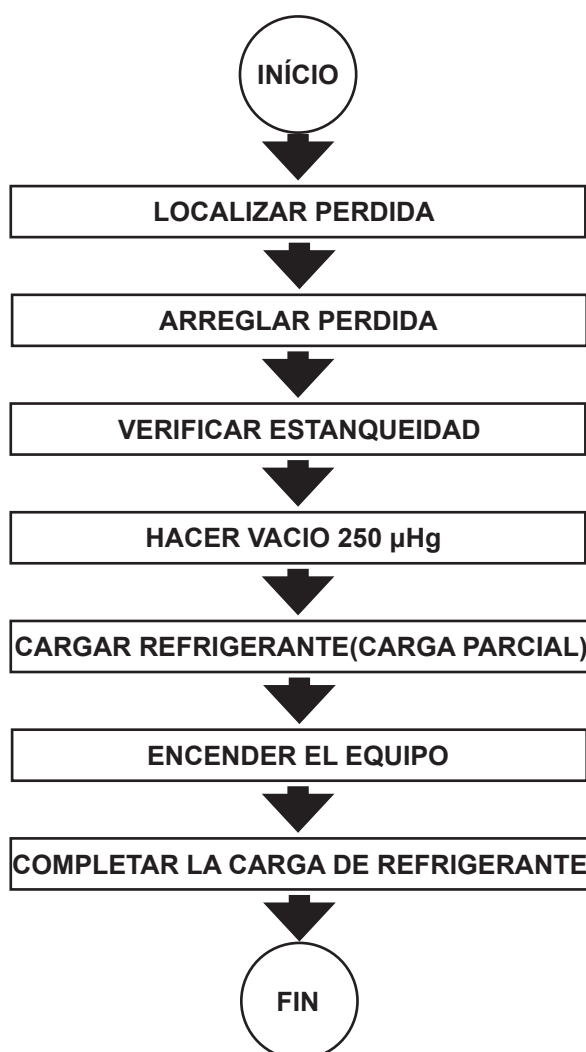 INÍCIO
LOCALIZAR PERDIDA
ARREGLAR PERDIDA
VERIFICAR ESTANQUEIDAD
HACER VACIO 250 µHg
CARGAR REFRIGERANTE(CARGA PARCIAL)
ENCENDER EL EQUIPO
COMPLETAR LA CARGA DE REFRIGERANTE
FIN